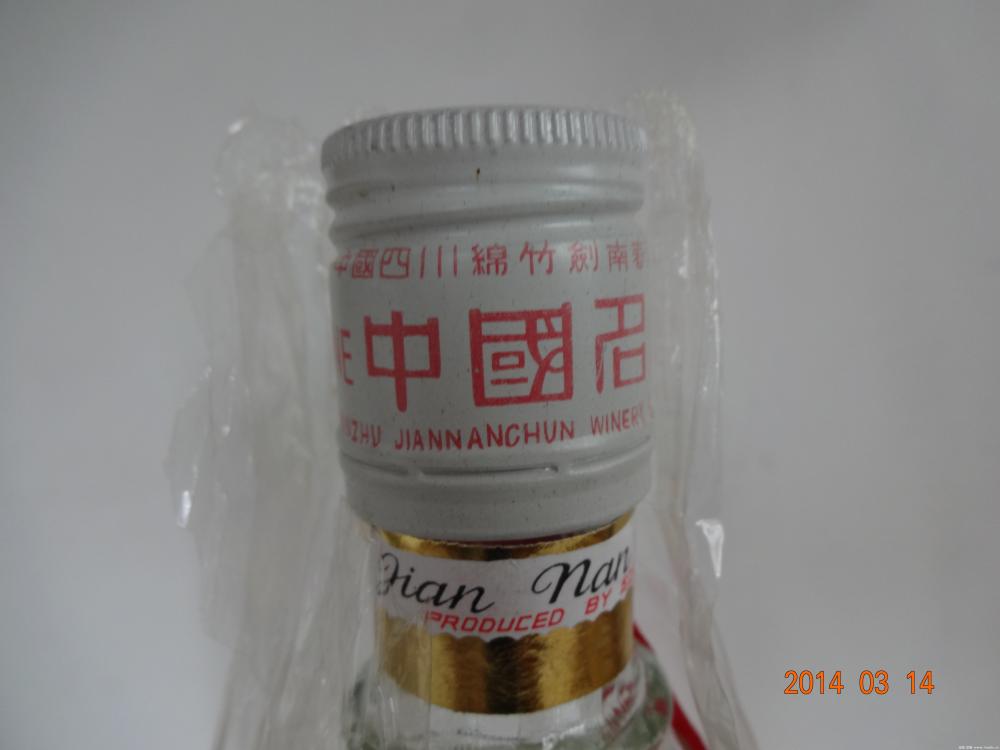 中國四川綿竹劍南
中國名
JIANNANCHUN WINERY
Jian Nan
PRODUCED BY
2014 03 14